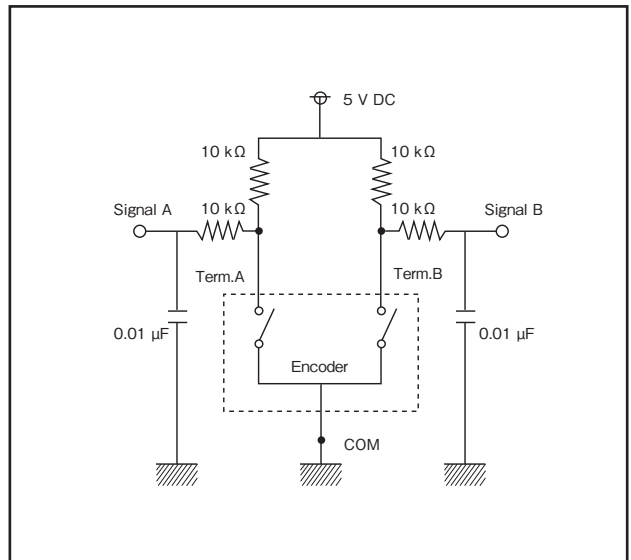 5 V DC
10 kΩ 10 kΩ
Signal A 10 kΩ 10 kΩ Signal B
Term.A Term.B
0.01 µF 0.01 µF
Encoder
COM